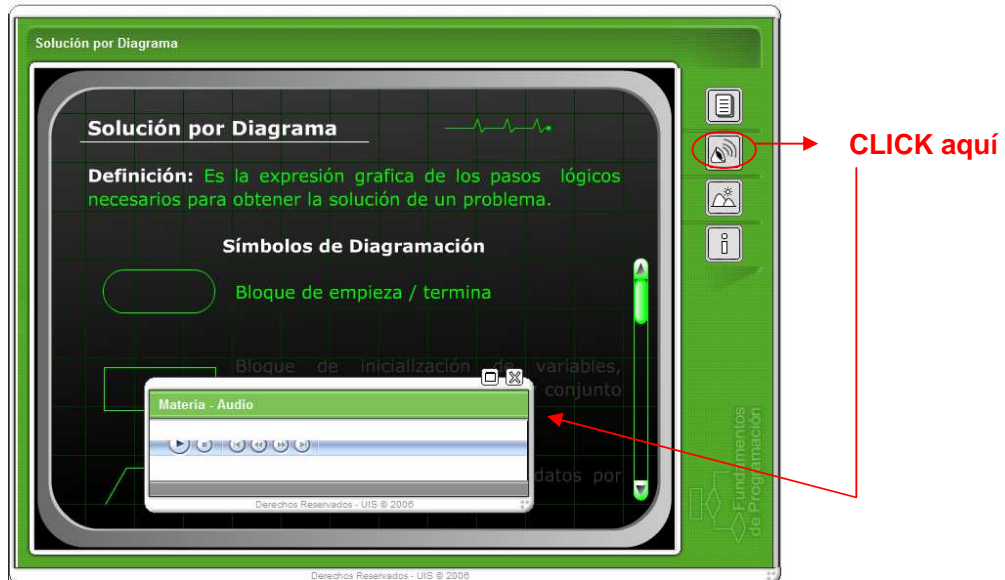 Solución por Diagrama
Solución por Diagrama
Definición: Es la expresión grafica de los pasos lógicos
necesarios para obtener la solución de un problema.
Símbolos de Diagramación
Bloque de empieza / termina
Bloque de inicialización de variables,
conjunto
Materia - Audio
datos por
Derechos Reservados - UIS © 2006
CLICK aquí
Fundamentos
de Programación
Derechos Reservados - UIS © 2006